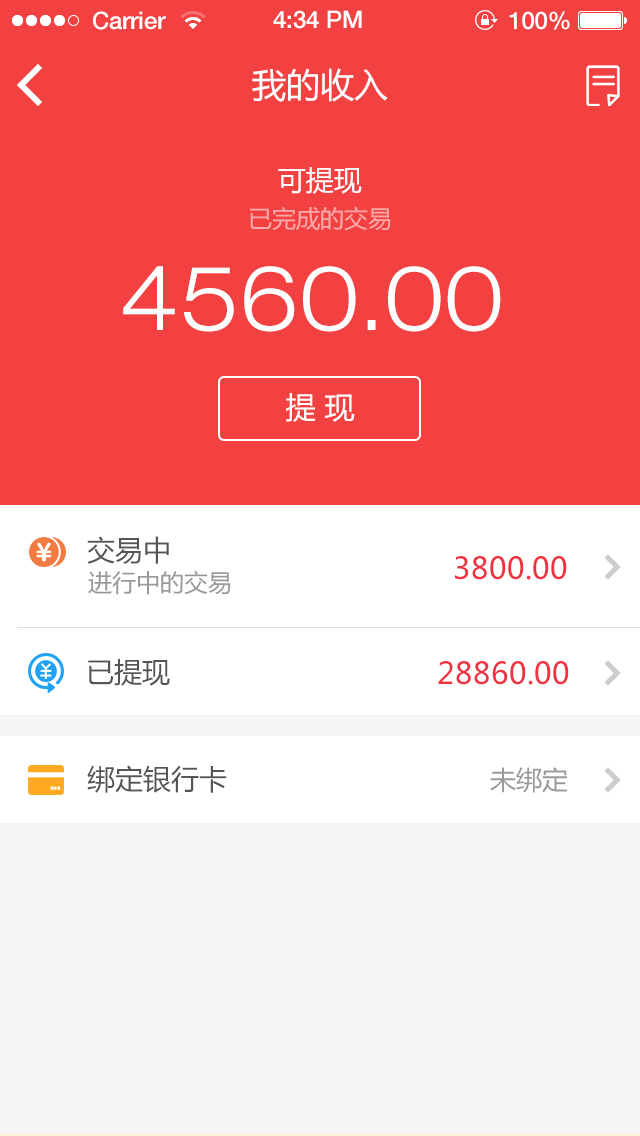 Carrier 4:34 PM 100%
我的收入
可提现
已完成的交易
4560.00
提 现
交易中
进行中的交易
3800.00
已提现 28860.00
绑定银行卡 未绑定